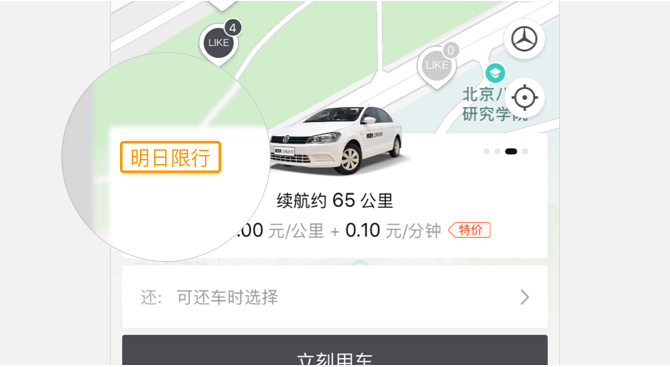 4
LIKE
0
LIKE
北京八
研究学院
明日限行
续航约 65 公里
.00 元/公里 + 0.10 元/分钟 特价
还: 可还车时选择
立刻用车